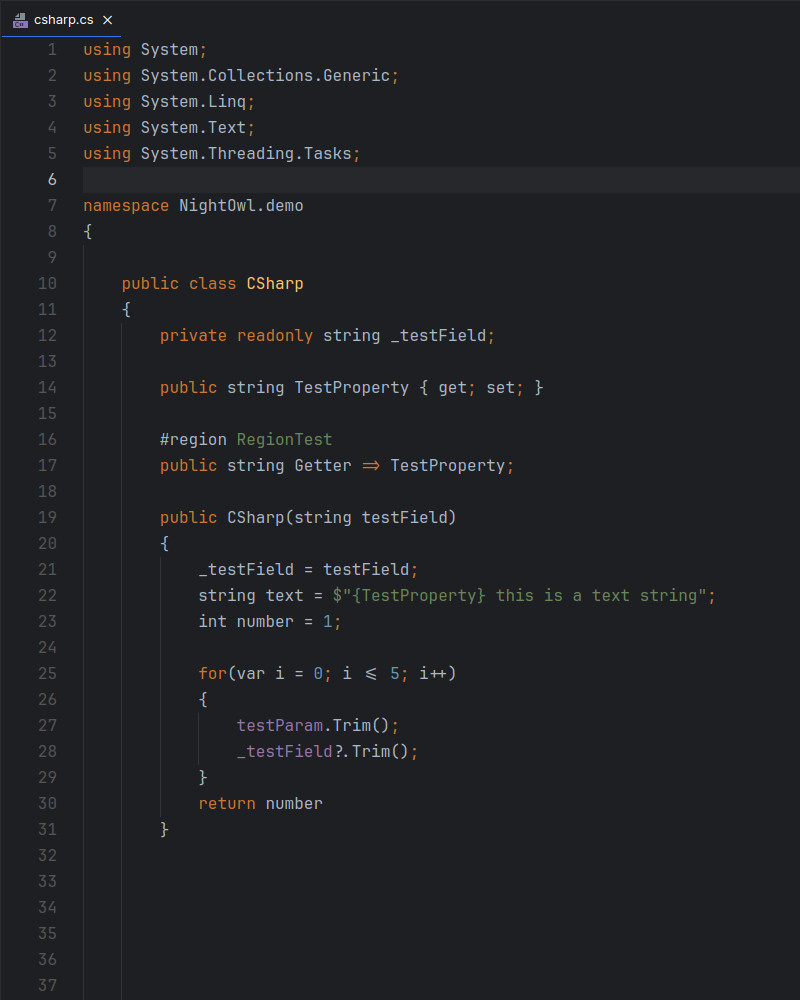 csharp.cs
1 using System;
2 using System.Collections.Generic;
3 using System.Linq;
4 using System.Text;
5 using System.Threading.Tasks;
6
7 namespace NightOwl.demo
8 {
9
10 public class CSharp
11 {
12 private readonly string _testField;
13
14 public string TestProperty { get; set; }
15
16 #region RegionTest
17 public string Getter => TestProperty;
18
19 public CSharp(string testField)
20 {
21 _testField = testField;
22 string text = $"{TestProperty} this is a text string";
23 int number = 1;
24
25 for(var i = 0; i <= 5; i++)
26 {
27 testParam.Trim();
28 _testField?.Trim();
29 }
30 return number
31 }
32
33
34
35
36
37